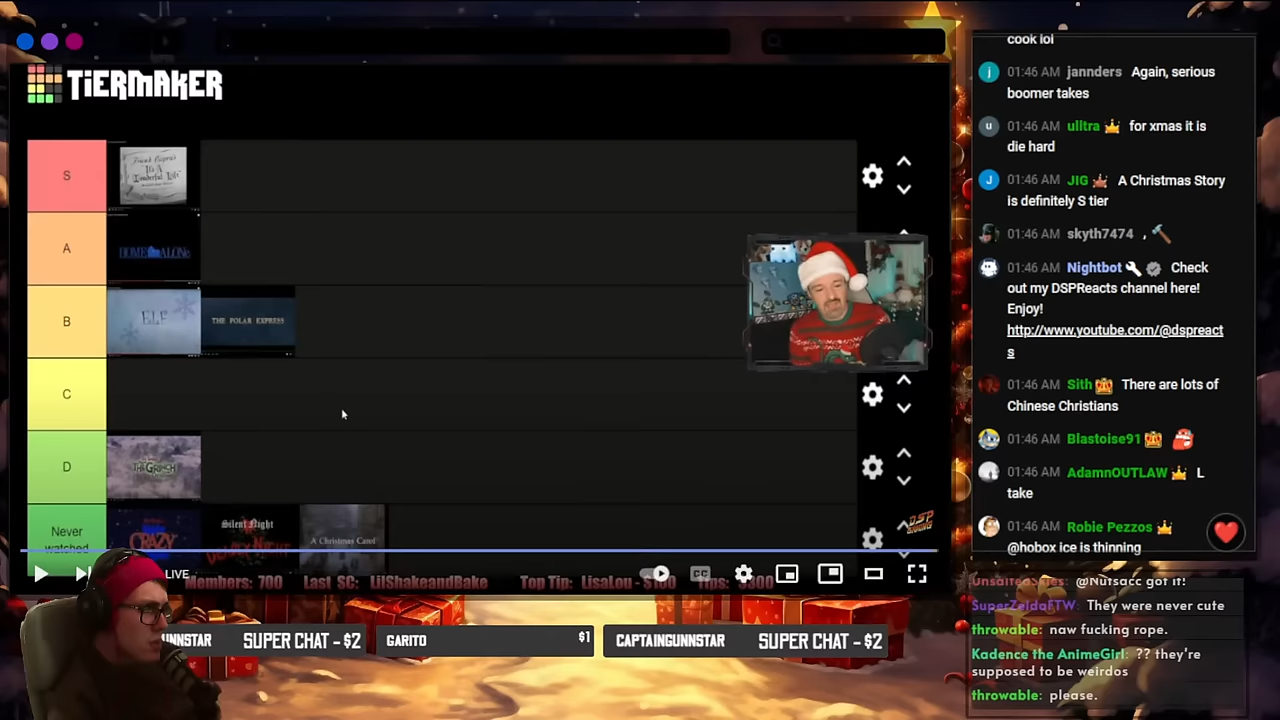 TiERMAKER
S
Frank Capra's
It's A
Wonderful Life
A
HOME ALONe
B
ELF
THE POLAR EXPRESS
C
D
THE GRINCH
Never
watched
CRAZY
Silent Night
A Christmas Carol
DSP
GAMING
LIVE
CC
Members: 700 Last SC: LilShakeandBake Top Tip: LisaLou - $100
UNNSTAR SUPER CHAT - $2
GARITO $1
CAPTAINGUNNSTAR SUPER CHAT - $2
cook lol
j 01:46 AM jannders Again, serious
boomer takes
u 01:46 AM ulltra for xmas it is
die hard
J 01:46 AM JIG A Christmas Story
is definitely S tier
01:46 AM skyth7474 ,
01:46 AM Nightbot Check
out my DSPReacts channel here!
Enjoy!
http://www.youtube.com/@dspreact
s
01:46 AM Sith There are lots of
Chinese Christians
01:46 AM Blastoise91
01:46 AM AdamnOUTLAW L
take
01:46 AM Robie Pezzos
@hobox ice is thinning
@Nutsacc got it!
SuperZeldaFTW: They were never cute
throwable: naw fucking rope.
Kadence the AnimeGirl: ?? they're
supposed to be weirdos
throwable: please.